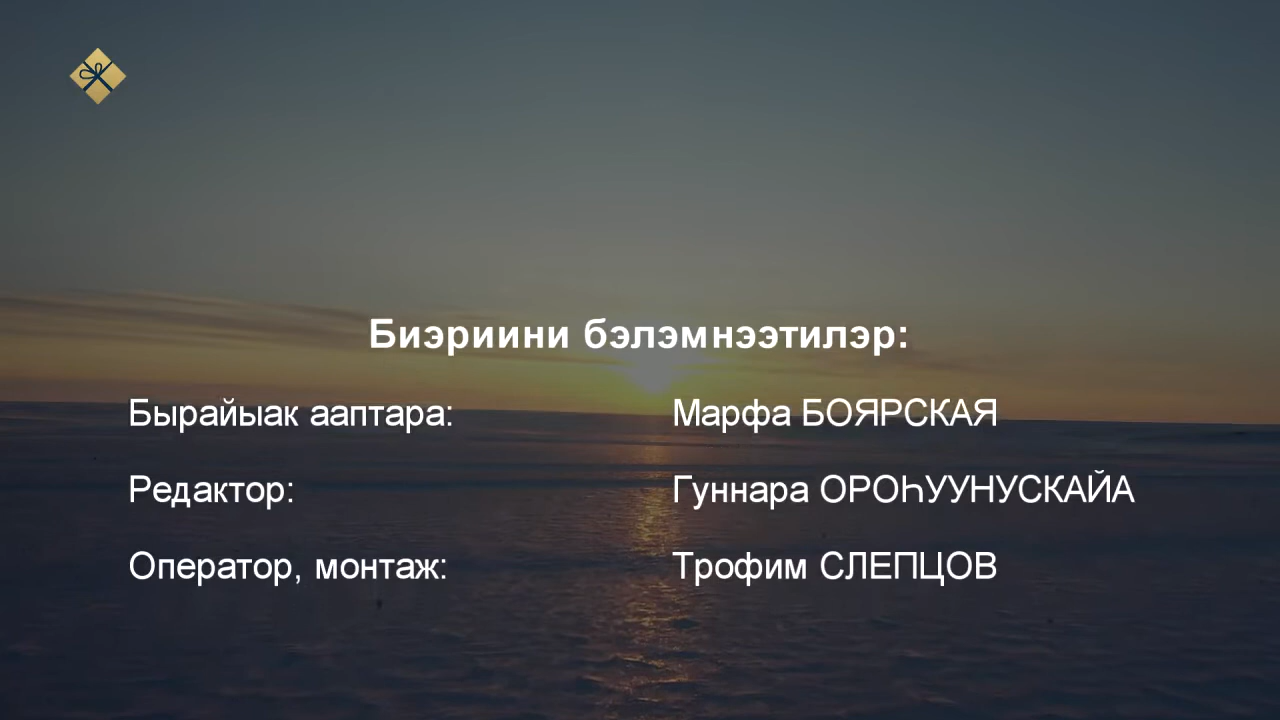 Биэриини бэлэмнээтилэр:
Бырайыак ааптара: Марфа БОЯРСКАЯ
Редактор: Гуннара ОРОҺУУНУСКАЙА
Оператор, монтаж: Трофим СЛЕПЦОВ